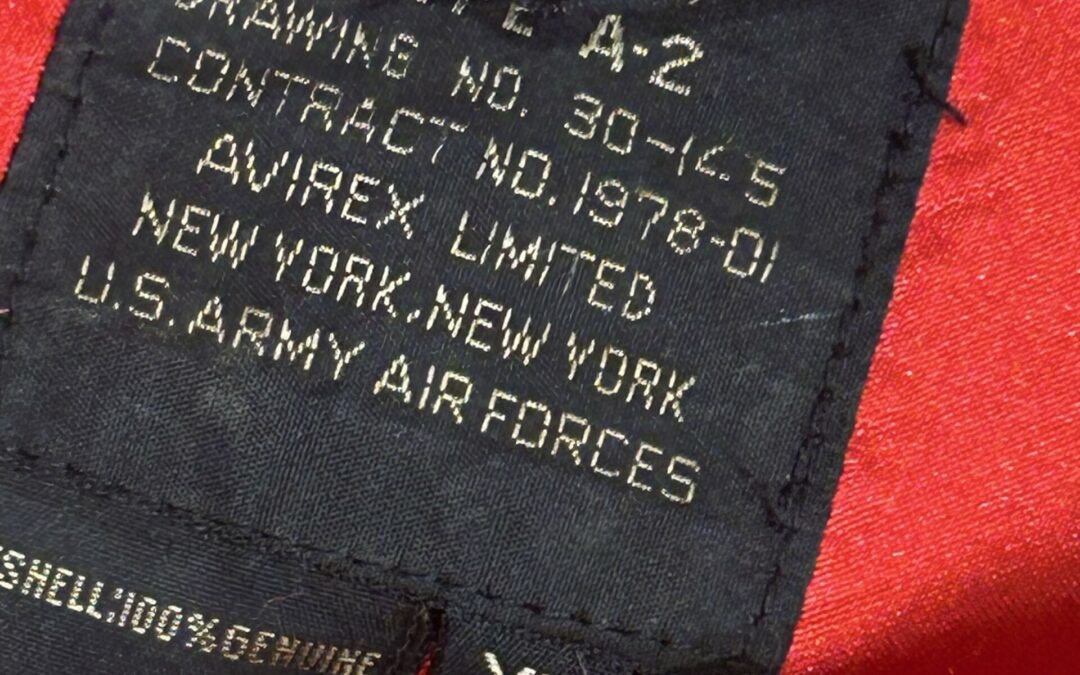 A-2
DRAWING NO. 30-1415
CONTRACT NO. 1978-01
AVIREX LIMITED
NEW YORK, NEW YORK
U.S. ARMY AIR FORCES
SHELL:100% GENUINE